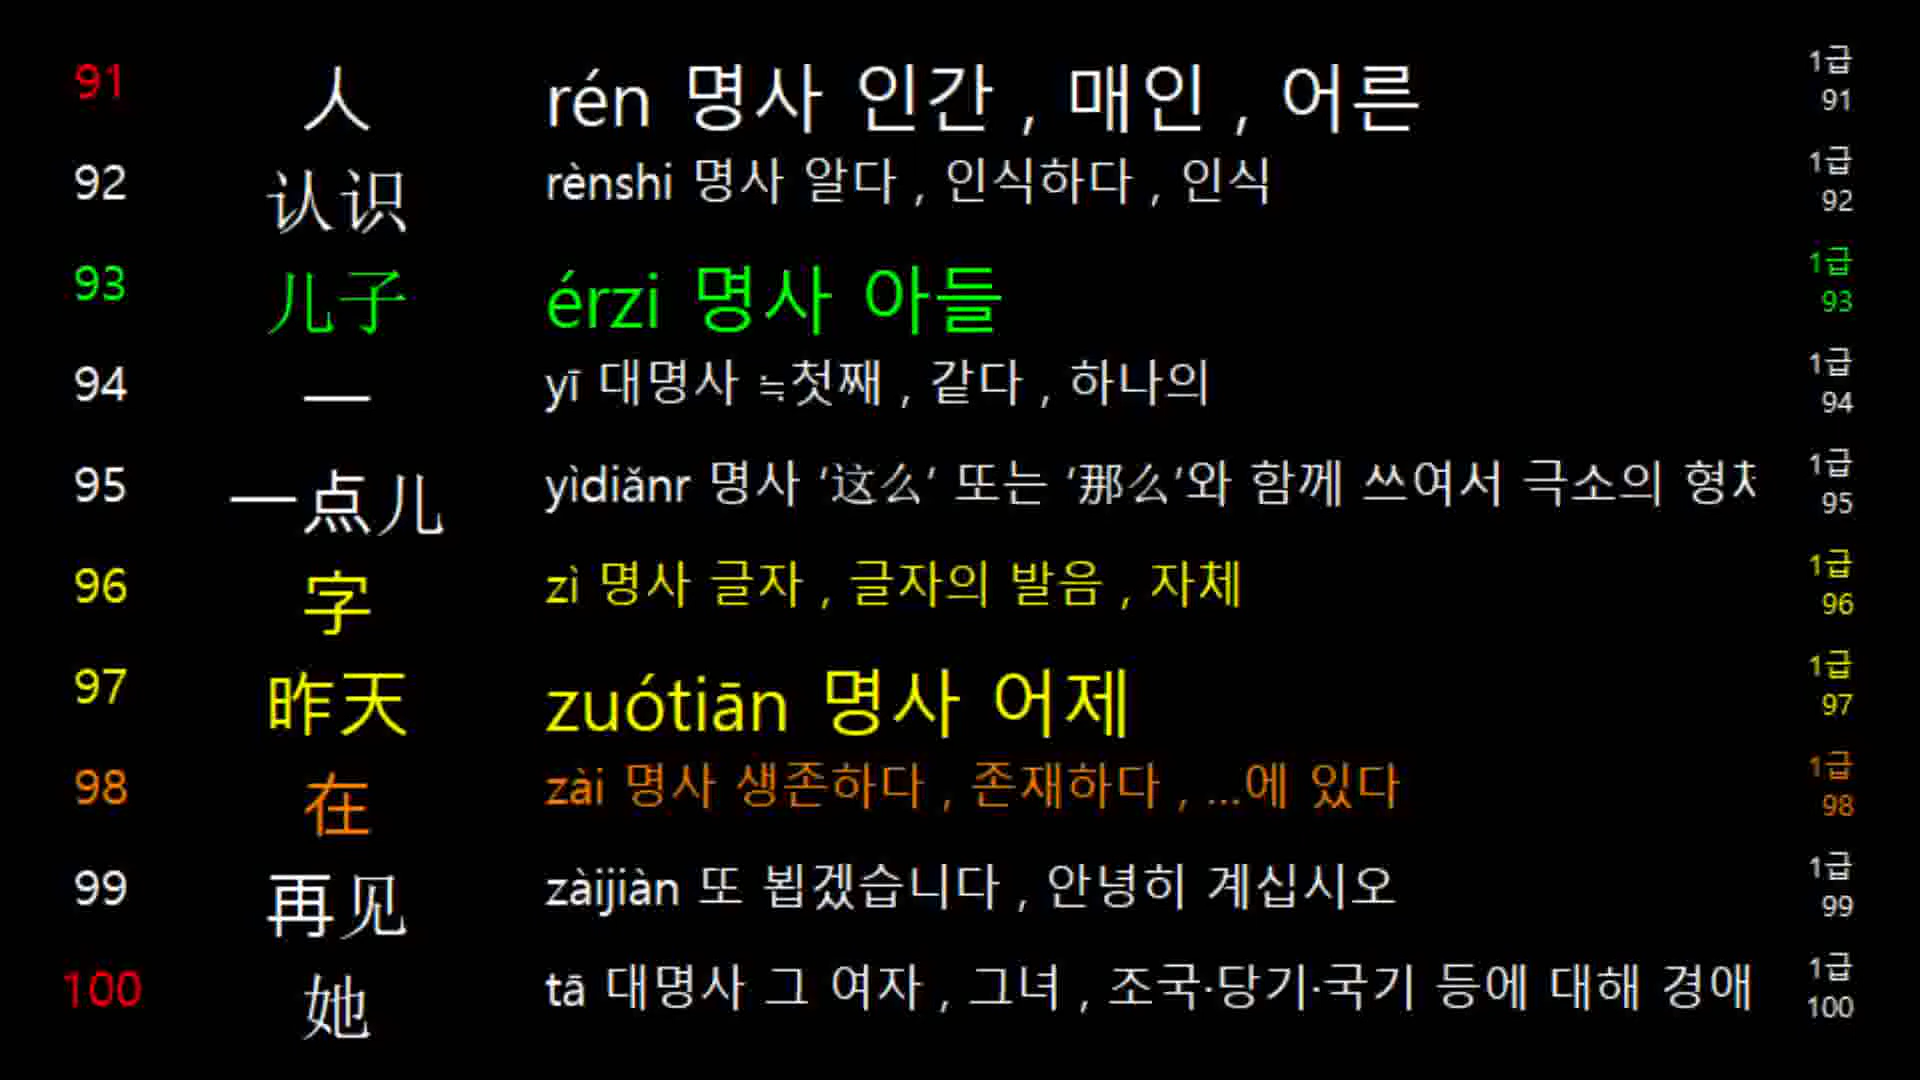 91 人 rén 명사 인간 , 매인 , 어른 1급 91
92 认识 rènshi 명사 알다 , 인식하다 , 인식 1급 92
93 儿子 érzi 명사 아들 1급 93
94 一 yī 대명사 ≒첫째 , 같다 , 하나의 1급 94
95 一点儿 yìdiǎnr 명사 ‘这么’ 또는 ‘那么’와 함께 쓰여서 극소의 1급 95
96 字 zì 명사 글자 , 글자의 발음 , 자체 1급 96
97 昨天 zuótiān 명사 어제 1급 97
98 在 zài 명사 생존하다 , 존재하다 , ...에 있다 1급 98
99 再见 zàijiàn 또 뵙겠습니다 , 안녕히 계십시오 1급 99
100 她 tā 대명사 그 여자 , 그녀 , 조국·당기·국기 등에 대해 경애 1급 100